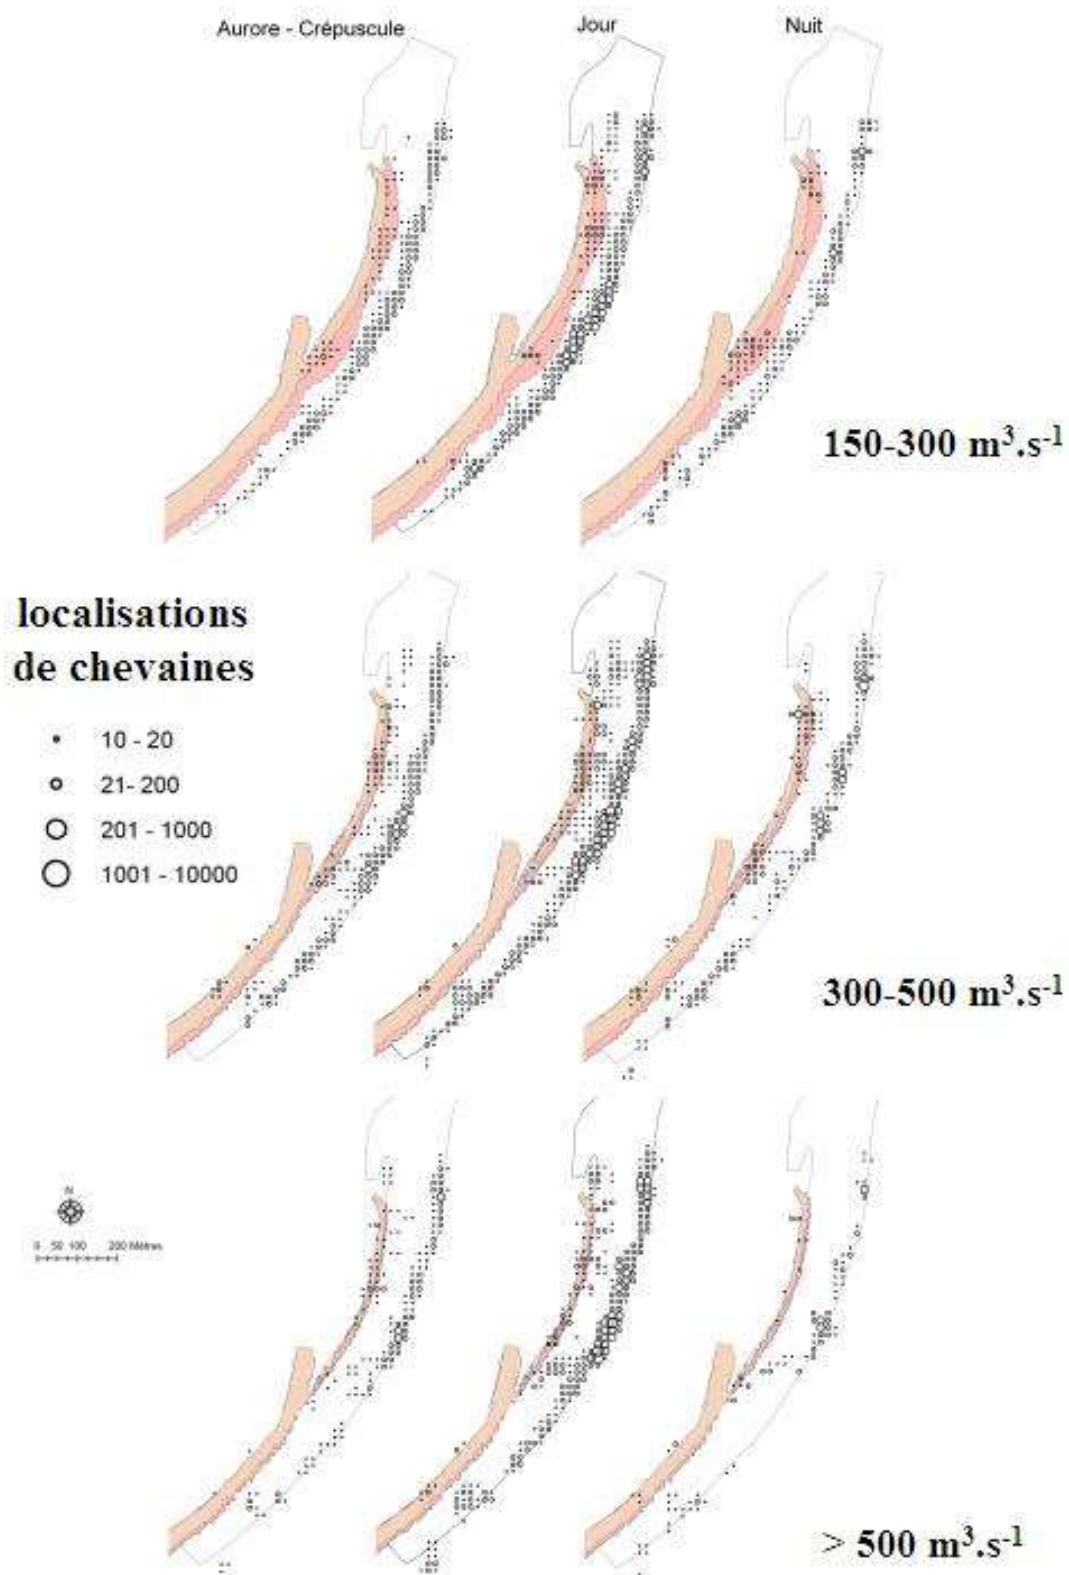 Aurore - Crépuscule
Jour
Nuit
150-300 m³.s⁻¹
localisations
de chevaines
10 - 20
21- 200
201 - 1000
1001 - 10000
300-500 m³.s⁻¹
N
0 50 100 200 Mètres
> 500 m³.s⁻¹